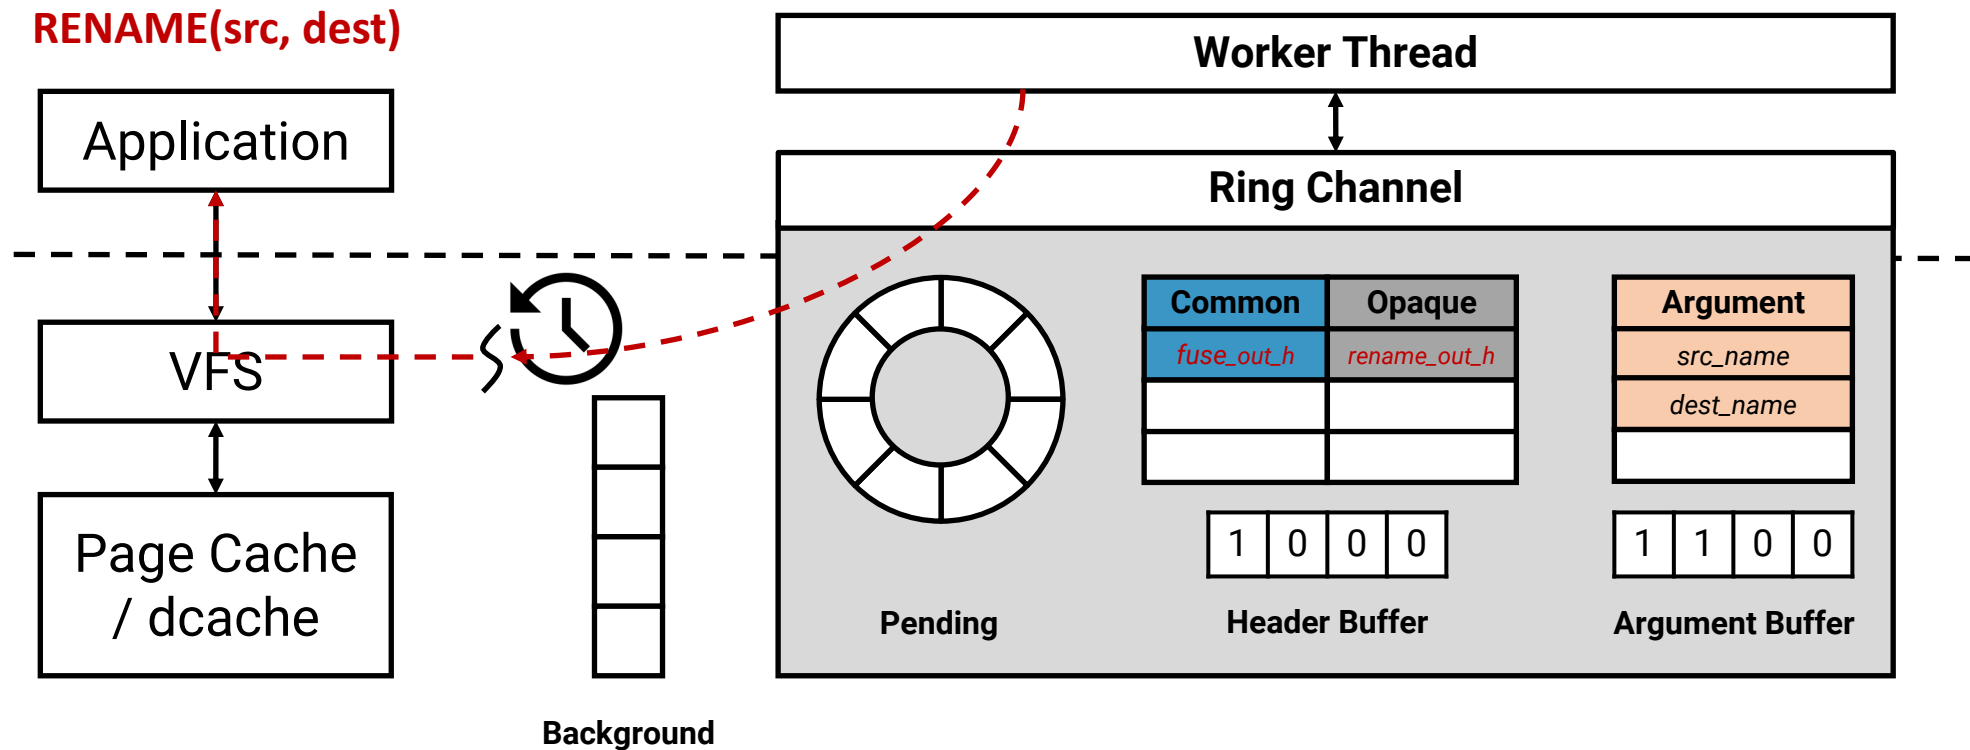 RENAME(src, dest)
Application
VFS
Page Cache
/ dcache
Background
Worker Thread
Ring Channel
Pending
Common Opaque
fuse_out_h rename_out_h
1 0 0 0
Header Buffer
Argument
src_name
dest_name
1 1 0 0
Argument Buffer